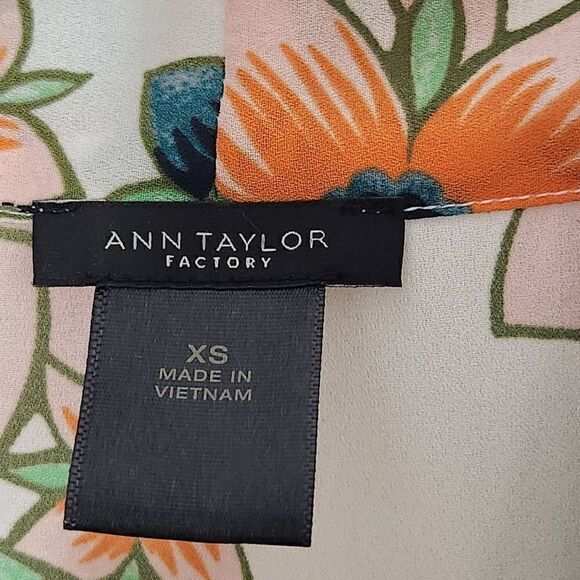 ANN TAYLOR
FACTORY
XS
MADE IN
VIETNAM